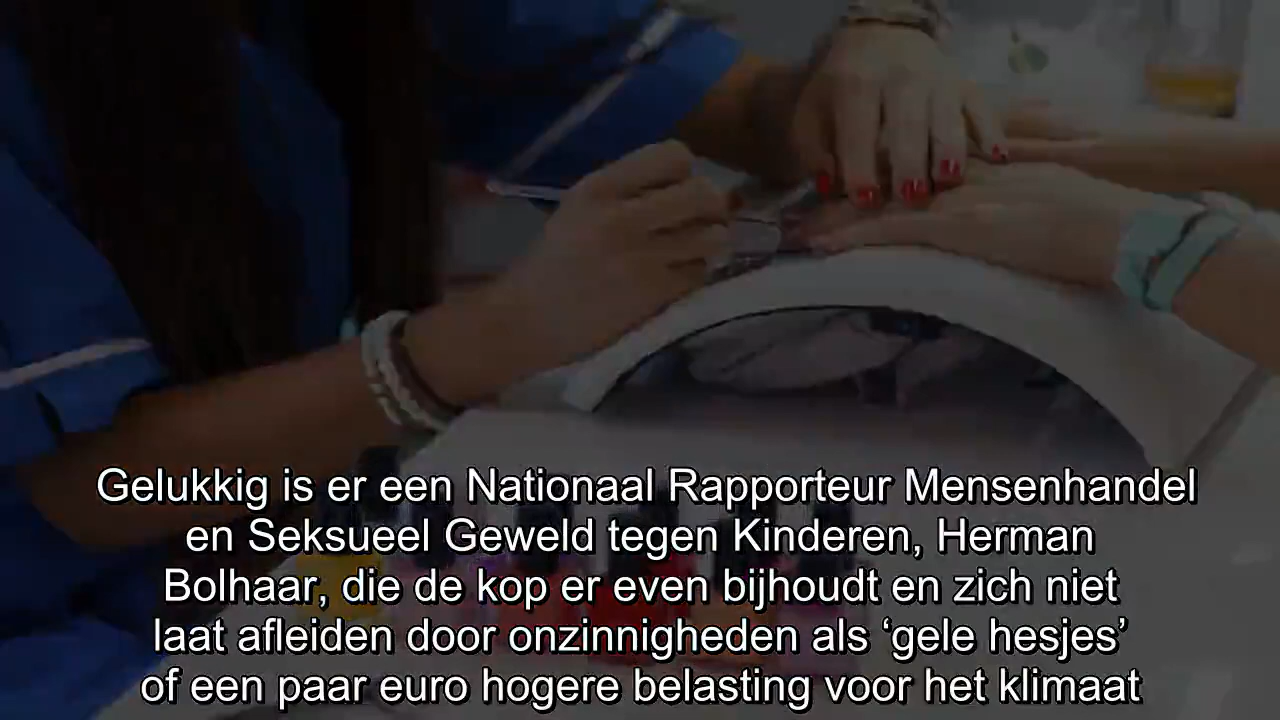 Gelukkig is er een Nationaal Rapporteur Mensenhandel
en Seksueel Geweld tegen Kinderen, Herman
Bolhaar, die de kop er even bijhoudt en zich niet
laat afleiden door onzinnigheden als ‘gele hesjes’
of een paar euro hogere belasting voor het klimaat